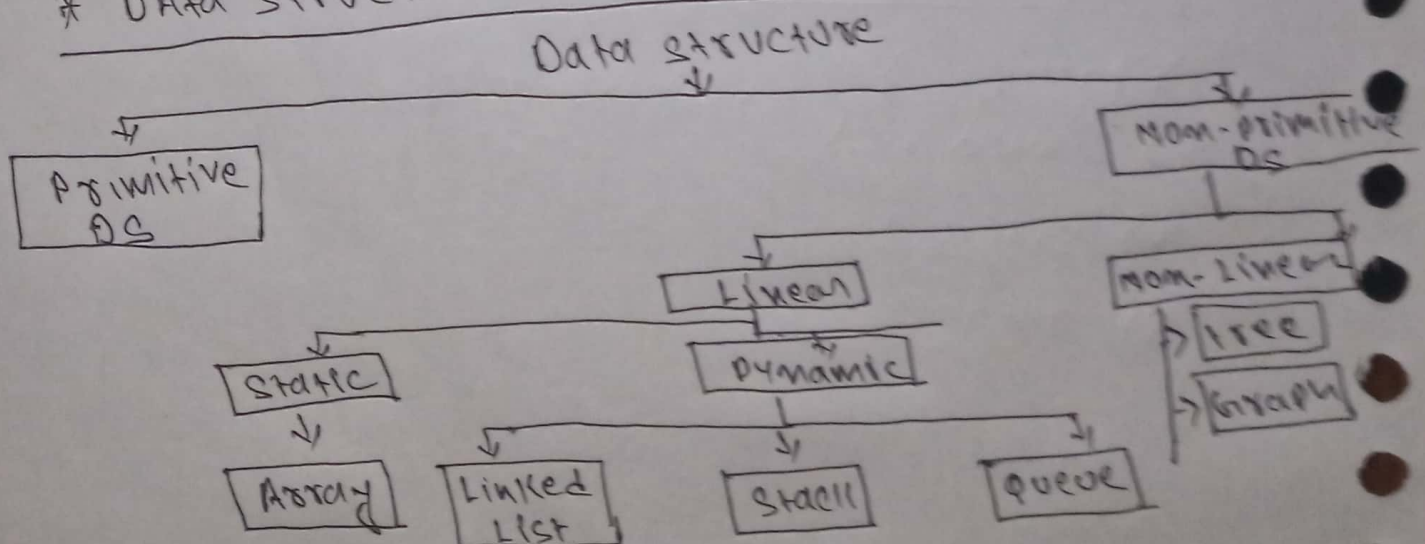 * DATA
Data structure
Primitive
DS
Non-primitive
DS
Linear
Non-Linear
Static
Dynamic
Tree
Graph
Array
Linked
List
Stack
Queue